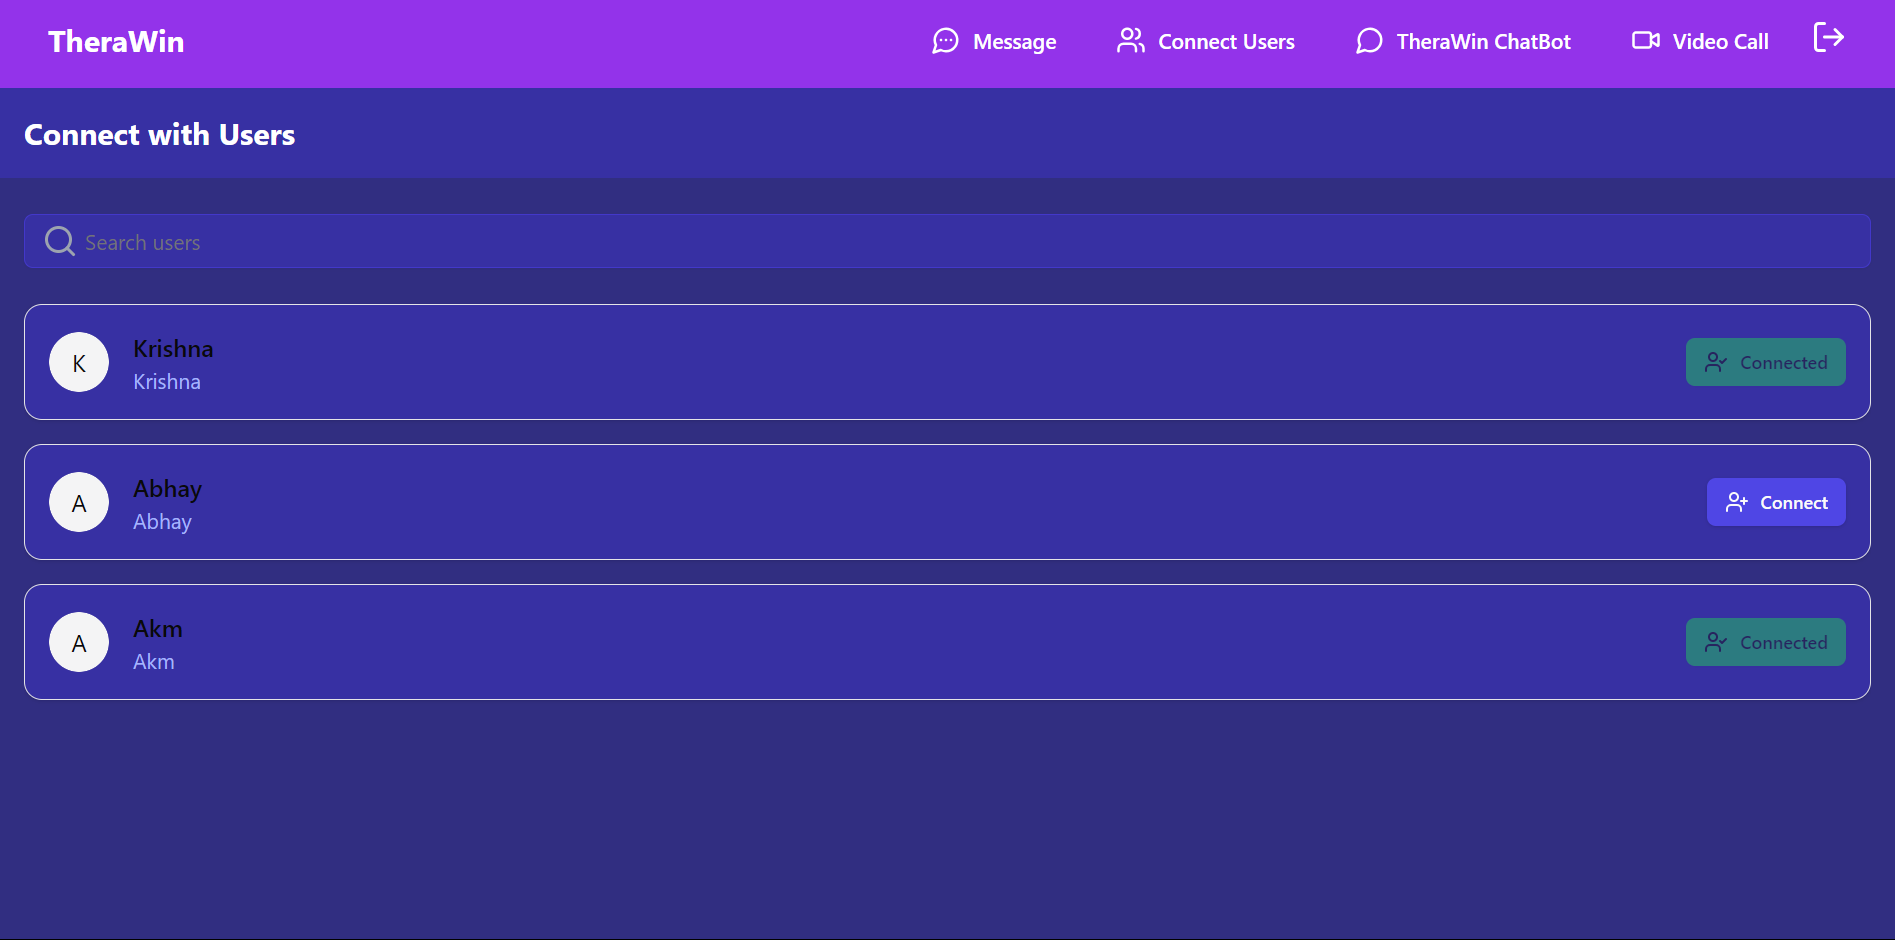 TheraWin
Message
Connect Users
TheraWin ChatBot
Video Call
Connect with Users
Search users
K
Krishna
Krishna
Connected
A
Abhay
Abhay
Connect
A
Akm
Akm
Connected